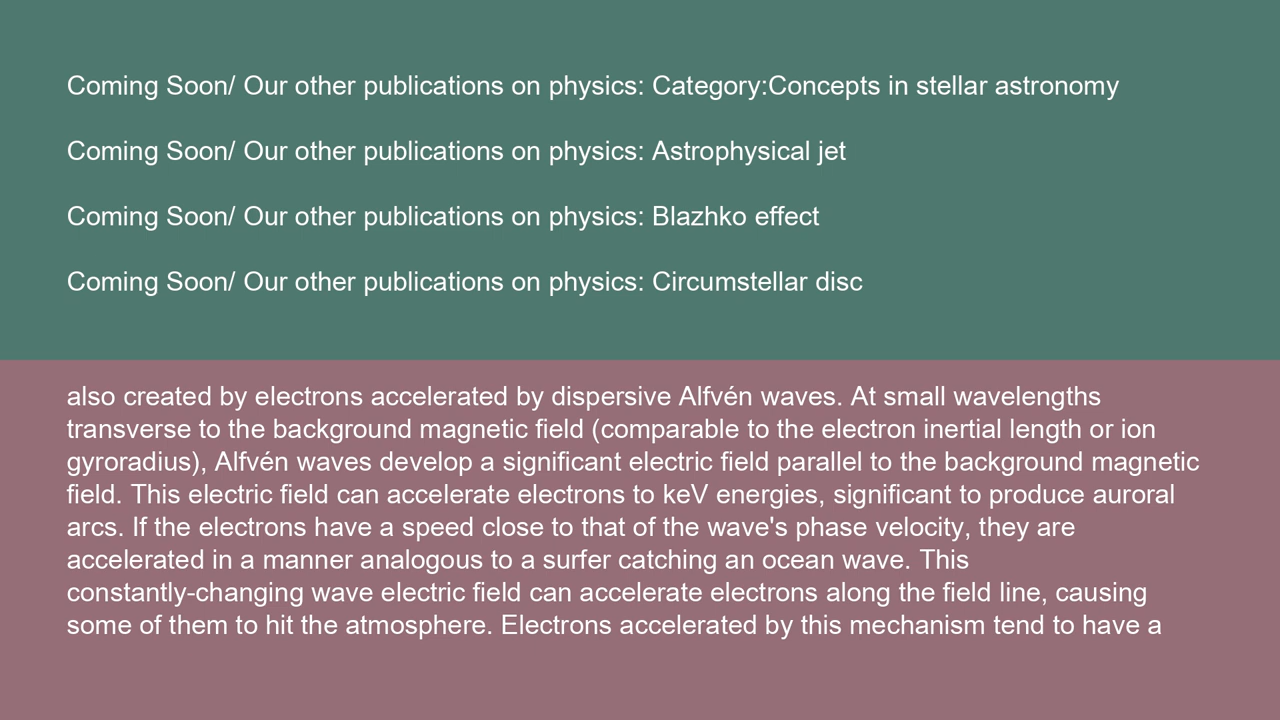 Coming Soon/ Our other publications on physics: Category:Concepts in stellar astronomy
Coming Soon/ Our other publications on physics: Astrophysical jet
Coming Soon/ Our other publications on physics: Blazhko effect
Coming Soon/ Our other publications on physics: Circumstellar disc
also created by electrons accelerated by dispersive Alfvén waves. At small wavelengths
transverse to the background magnetic field (comparable to the electron inertial length or ion
gyroradius), Alfvén waves develop a significant electric field parallel to the background magnetic
field. This electric field can accelerate electrons to keV energies, significant to produce auroral
arcs. If the electrons have a speed close to that of the wave's phase velocity, they are
accelerated in a manner analogous to a surfer catching an ocean wave. This
constantly-changing wave electric field can accelerate electrons along the field line, causing
some of them to hit the atmosphere. Electrons accelerated by this mechanism tend to have a